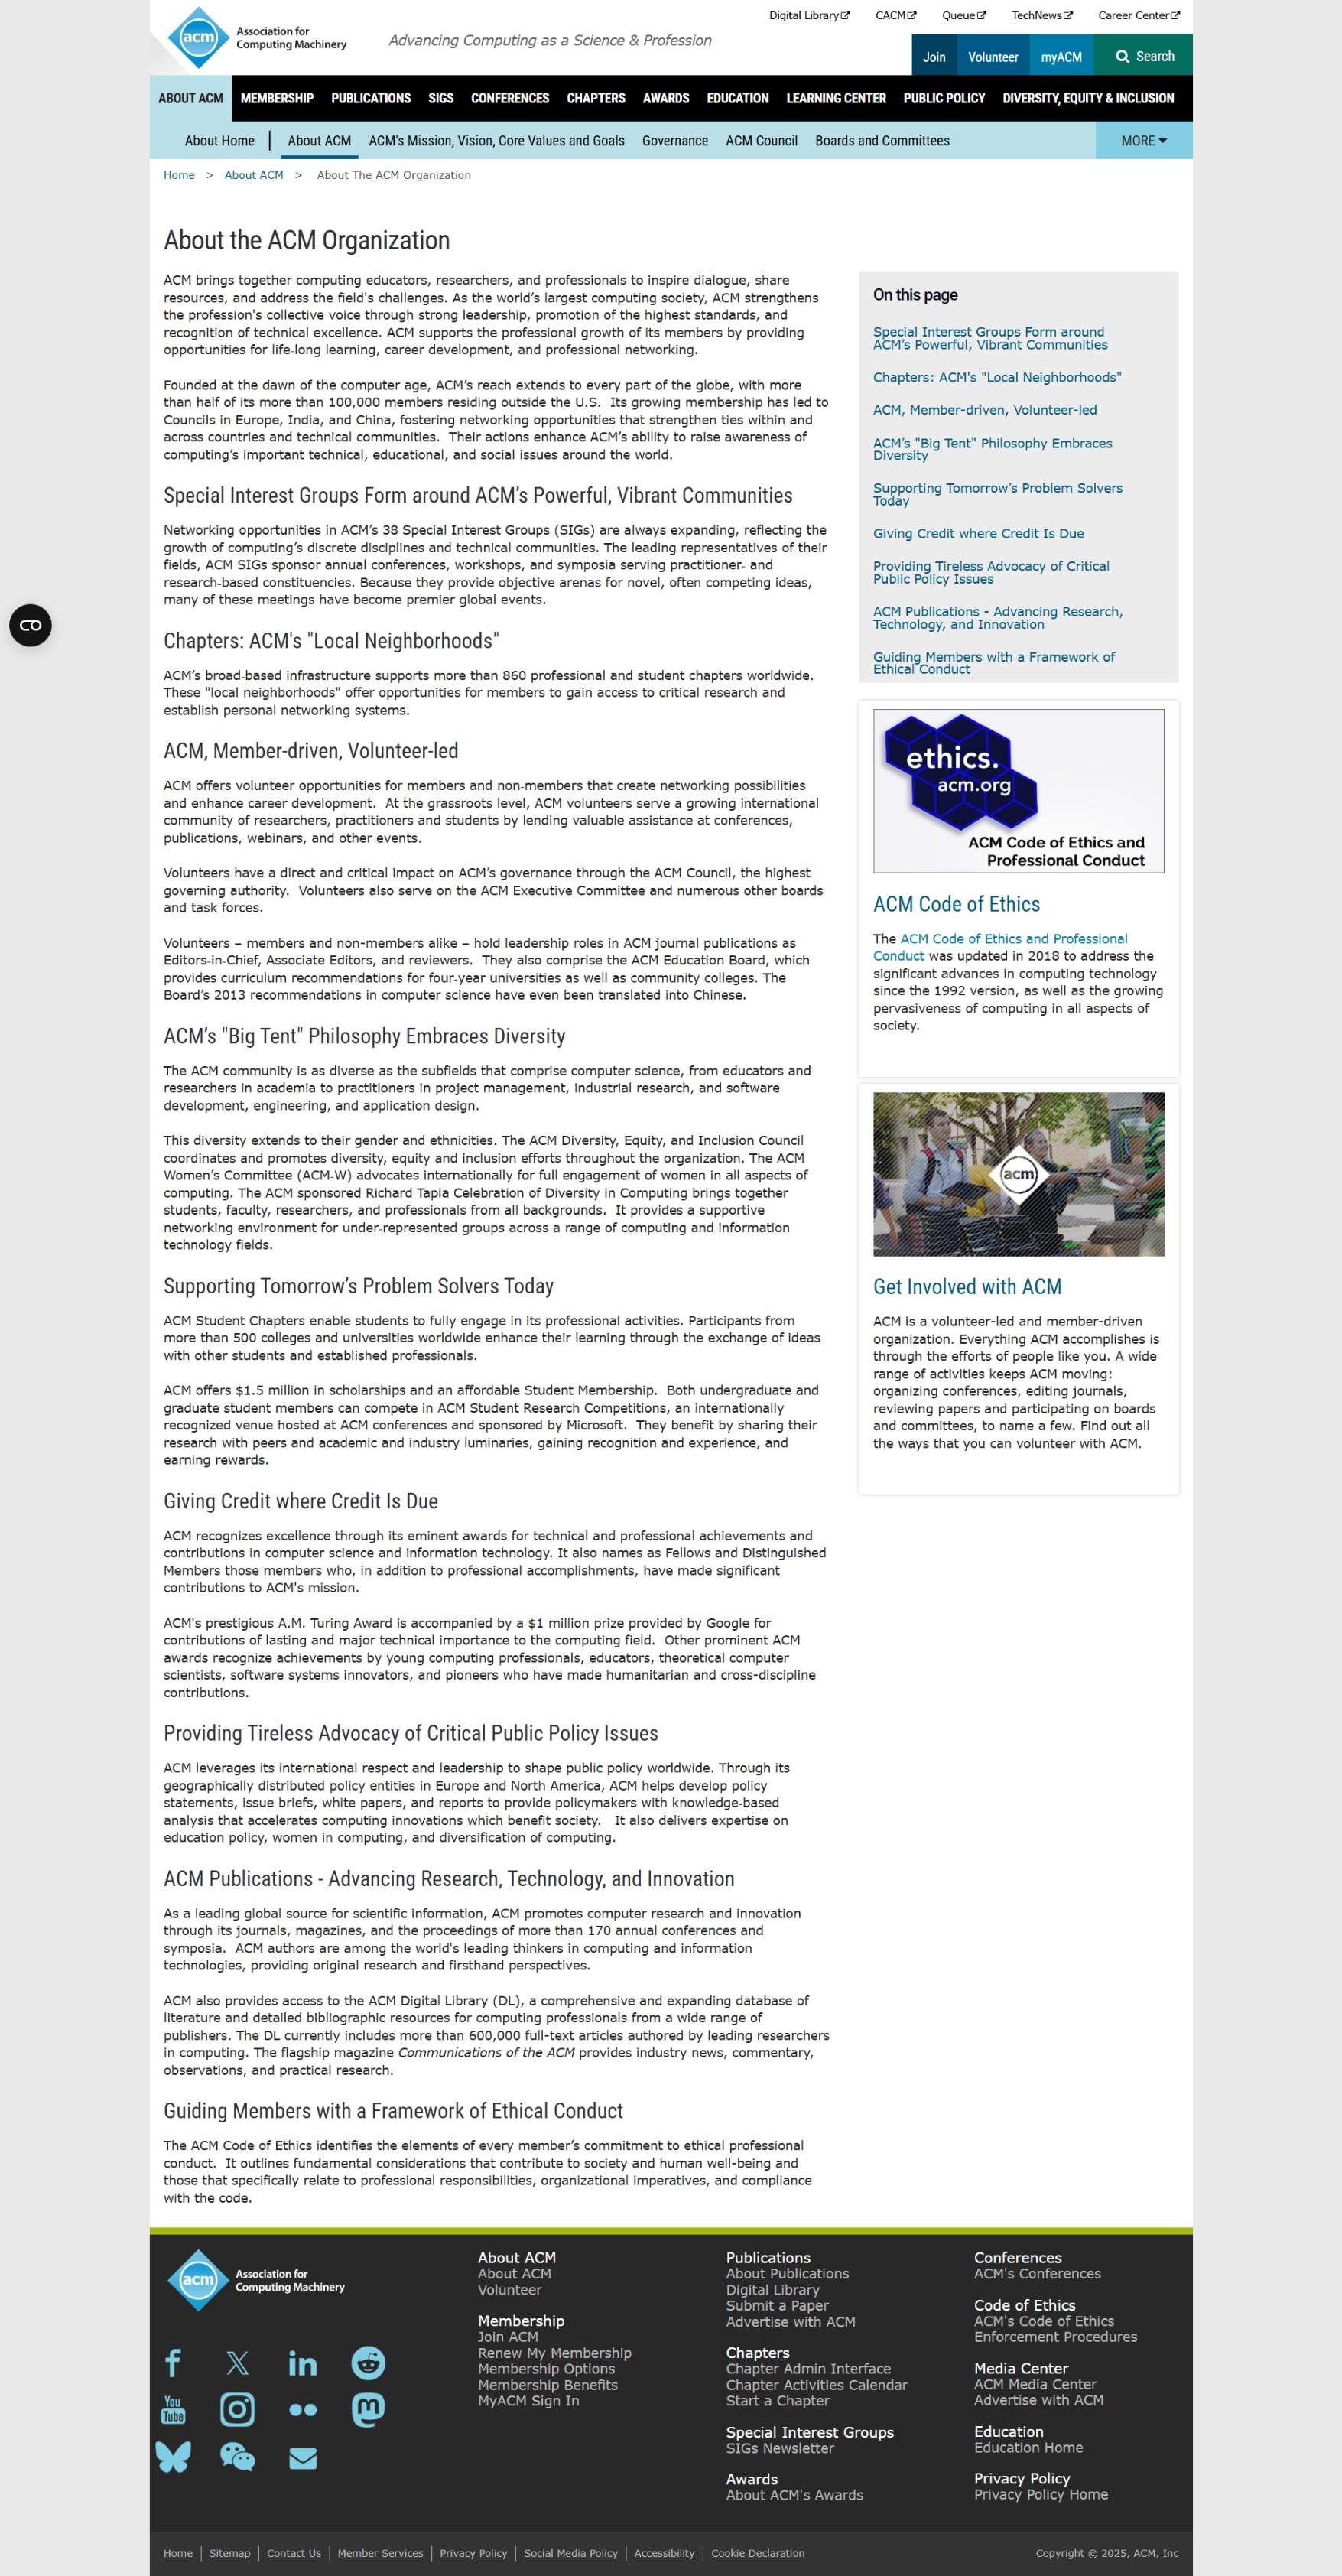 Digital Library CACM Queue TechNews Career Center
acm Association for
Computing Machinery
Advancing Computing as a Science & Profession
Join Volunteer myACM Search
ABOUT ACM MEMBERSHIP PUBLICATIONS SIGS CONFERENCES CHAPTERS AWARDS EDUCATION LEARNING CENTER PUBLIC POLICY DIVERSITY, EQUITY & INCLUSION
About Home About ACM ACM's Mission, Vision, Core Values and Goals Governance ACM Council Boards and Committees MORE
Home > About ACM > About The ACM Organization
About the ACM Organization
ACM brings together computing educators, researchers, and professionals to inspire dialogue, share
resources, and address the field's challenges. As the world’s largest computing society, ACM strengthens
the profession's collective voice through strong leadership, promotion of the highest standards, and
recognition of technical excellence. ACM supports the professional growth of its members by providing
opportunities for life-long learning, career development, and professional networking.
Founded at the dawn of the computer age, ACM’s reach extends to every part of the globe, with more
than half of its more than 100,000 members residing outside the U.S. Its growing membership has led to
Councils in Europe, India, and China, fostering networking opportunities that strengthen ties within and
across countries and technical communities. Their actions enhance ACM’s ability to raise awareness of
computing’s important technical, educational, and social issues around the world.
Special Interest Groups Form around ACM’s Powerful, Vibrant Communities
Networking opportunities in ACM’s 38 Special Interest Groups (SIGs) are always expanding, reflecting the
growth of computing’s discrete disciplines and technical communities. The leading representatives of their
fields, ACM SIGs sponsor annual conferences, workshops, and symposia serving practitioner- and
research-based constituencies. Because they provide objective arenas for novel, often competing ideas,
many of these meetings have become premier global events.
Chapters: ACM's "Local Neighborhoods"
ACM’s broad-based infrastructure supports more than 860 professional and student chapters worldwide.
These "local neighborhoods" offer opportunities for members to gain access to critical research and
establish personal networking systems.
ACM, Member-driven, Volunteer-led
ACM offers volunteer opportunities for members and non-members that create networking possibilities
and enhance career development. At the grassroots level, ACM volunteers serve a growing international
community of researchers, practitioners and students by lending valuable assistance at conferences,
publications, webinars, and other events.
Volunteers have a direct and critical impact on ACM’s governance through the ACM Council, the highest
governing authority. Volunteers also serve on the ACM Executive Committee and numerous other boards
and task forces.
Volunteers – members and non-members alike – hold leadership roles in ACM journal publications as
Editors-in-Chief, Associate Editors, and reviewers. They also comprise the ACM Education Board, which
provides curriculum recommendations for four-year universities as well as community colleges. The
Board’s 2013 recommendations in computer science have even been translated into Chinese.
ACM’s "Big Tent" Philosophy Embraces Diversity
The ACM community is as diverse as the subfields that comprise computer science, from educators and
researchers in academia to practitioners in project management, industrial research, and software
development, engineering, and application design.
This diversity extends to their gender and ethnicities. The ACM Diversity, Equity, and Inclusion Council
coordinates and promotes diversity, equity and inclusion efforts throughout the organization. The ACM
Women’s Committee (ACM-W) advocates internationally for full engagement of women in all aspects of
computing. The ACM-sponsored Richard Tapia Celebration of Diversity in Computing brings together
students, faculty, researchers, and professionals from all backgrounds. It provides a supportive
networking environment for under-represented groups across a range of computing and information
technology fields.
Supporting Tomorrow’s Problem Solvers Today
ACM Student Chapters enable students to fully engage in its professional activities. Participants from
more than 500 colleges and universities worldwide enhance their learning through the exchange of ideas
with other students and established professionals.
ACM offers $1.5 million in scholarships and an affordable Student Membership. Both undergraduate and
graduate student members can compete in ACM Student Research Competitions, an internationally
recognized venue hosted at ACM conferences and sponsored by Microsoft. They benefit by sharing their
research with peers and academic and industry luminaries, gaining recognition and experience, and
earning rewards.
Giving Credit where Credit Is Due
ACM recognizes excellence through its eminent awards for technical and professional achievements and
contributions in computer science and information technology. It also names as Fellows and Distinguished
Members those members who, in addition to professional accomplishments, have made significant
contributions to ACM's mission.
ACM's prestigious A.M. Turing Award is accompanied by a $1 million prize provided by Google for
contributions of lasting and major technical importance to the computing field. Other prominent ACM
awards recognize achievements by young computing professionals, educators, theoretical computer
scientists, software systems innovators, and pioneers who have made humanitarian and cross-discipline
contributions.
Providing Tireless Advocacy of Critical Public Policy Issues
ACM leverages its international respect and leadership to shape public policy worldwide. Through its
geographically distributed policy entities in Europe and North America, ACM helps develop policy
statements, issue briefs, white papers, and reports to provide policymakers with knowledge-based
analysis that accelerates computing innovations which benefit society. It also delivers expertise on
education policy, women in computing, and diversification of computing.
ACM Publications - Advancing Research, Technology, and Innovation
As a leading global source for scientific information, ACM promotes computer research and innovation
through its journals, magazines, and the proceedings of more than 170 annual conferences and
symposia. ACM authors are among the world's leading thinkers in computing and information
technologies, providing original research and firsthand perspectives.
ACM also provides access to the ACM Digital Library (DL), a comprehensive and expanding database of
literature and detailed bibliographic resources for computing professionals from a wide range of
publishers. The DL currently includes more than 600,000 full-text articles authored by leading researchers
in computing. The flagship magazine Communications of the ACM provides industry news, commentary,
observations, and practical research.
Guiding Members with a Framework of Ethical Conduct
The ACM Code of Ethics identifies the elements of every member’s commitment to ethical professional
conduct. It outlines fundamental considerations that contribute to society and human well-being and
those that specifically relate to professional responsibilities, organizational imperatives, and compliance
with the code.
On this page
Special Interest Groups Form around
ACM’s Powerful, Vibrant Communities
Chapters: ACM's "Local Neighborhoods"
ACM, Member-driven, Volunteer-led
ACM’s "Big Tent" Philosophy Embraces
Diversity
Supporting Tomorrow’s Problem Solvers
Today
Giving Credit where Credit Is Due
Providing Tireless Advocacy of Critical
Public Policy Issues
ACM Publications - Advancing Research,
Technology, and Innovation
Guiding Members with a Framework of
Ethical Conduct
ethics.
acm.org
ACM Code of Ethics and
Professional Conduct
ACM Code of Ethics
The ACM Code of Ethics and Professional
Conduct was updated in 2018 to address the
significant advances in computing technology
since the 1992 version, as well as the growing
pervasiveness of computing in all aspects of
society.
acm
Get Involved with ACM
ACM is a volunteer-led and member-driven
organization. Everything ACM accomplishes is
through the efforts of people like you. A wide
range of activities keeps ACM moving:
organizing conferences, editing journals,
reviewing papers and participating on boards
and committees, to name a few. Find out all
the ways that you can volunteer with ACM.
acm Association for
Computing Machinery
You
Tube
About ACM
About ACM
Volunteer
Membership
Join ACM
Renew My Membership
Membership Options
Membership Benefits
MyACM Sign In
Publications
About Publications
Digital Library
Submit a Paper
Advertise with ACM
Chapters
Chapter Admin Interface
Chapter Activities Calendar
Start a Chapter
Special Interest Groups
SIGs Newsletter
Awards
About ACM's Awards
Conferences
ACM's Conferences
Code of Ethics
ACM's Code of Ethics
Enforcement Procedures
Media Center
ACM Media Center
Advertise with ACM
Education
Education Home
Privacy Policy
Privacy Policy Home
Home Sitemap Contact Us Member Services Privacy Policy Social Media Policy Accessibility Cookie Declaration Copyright © 2025, ACM, Inc